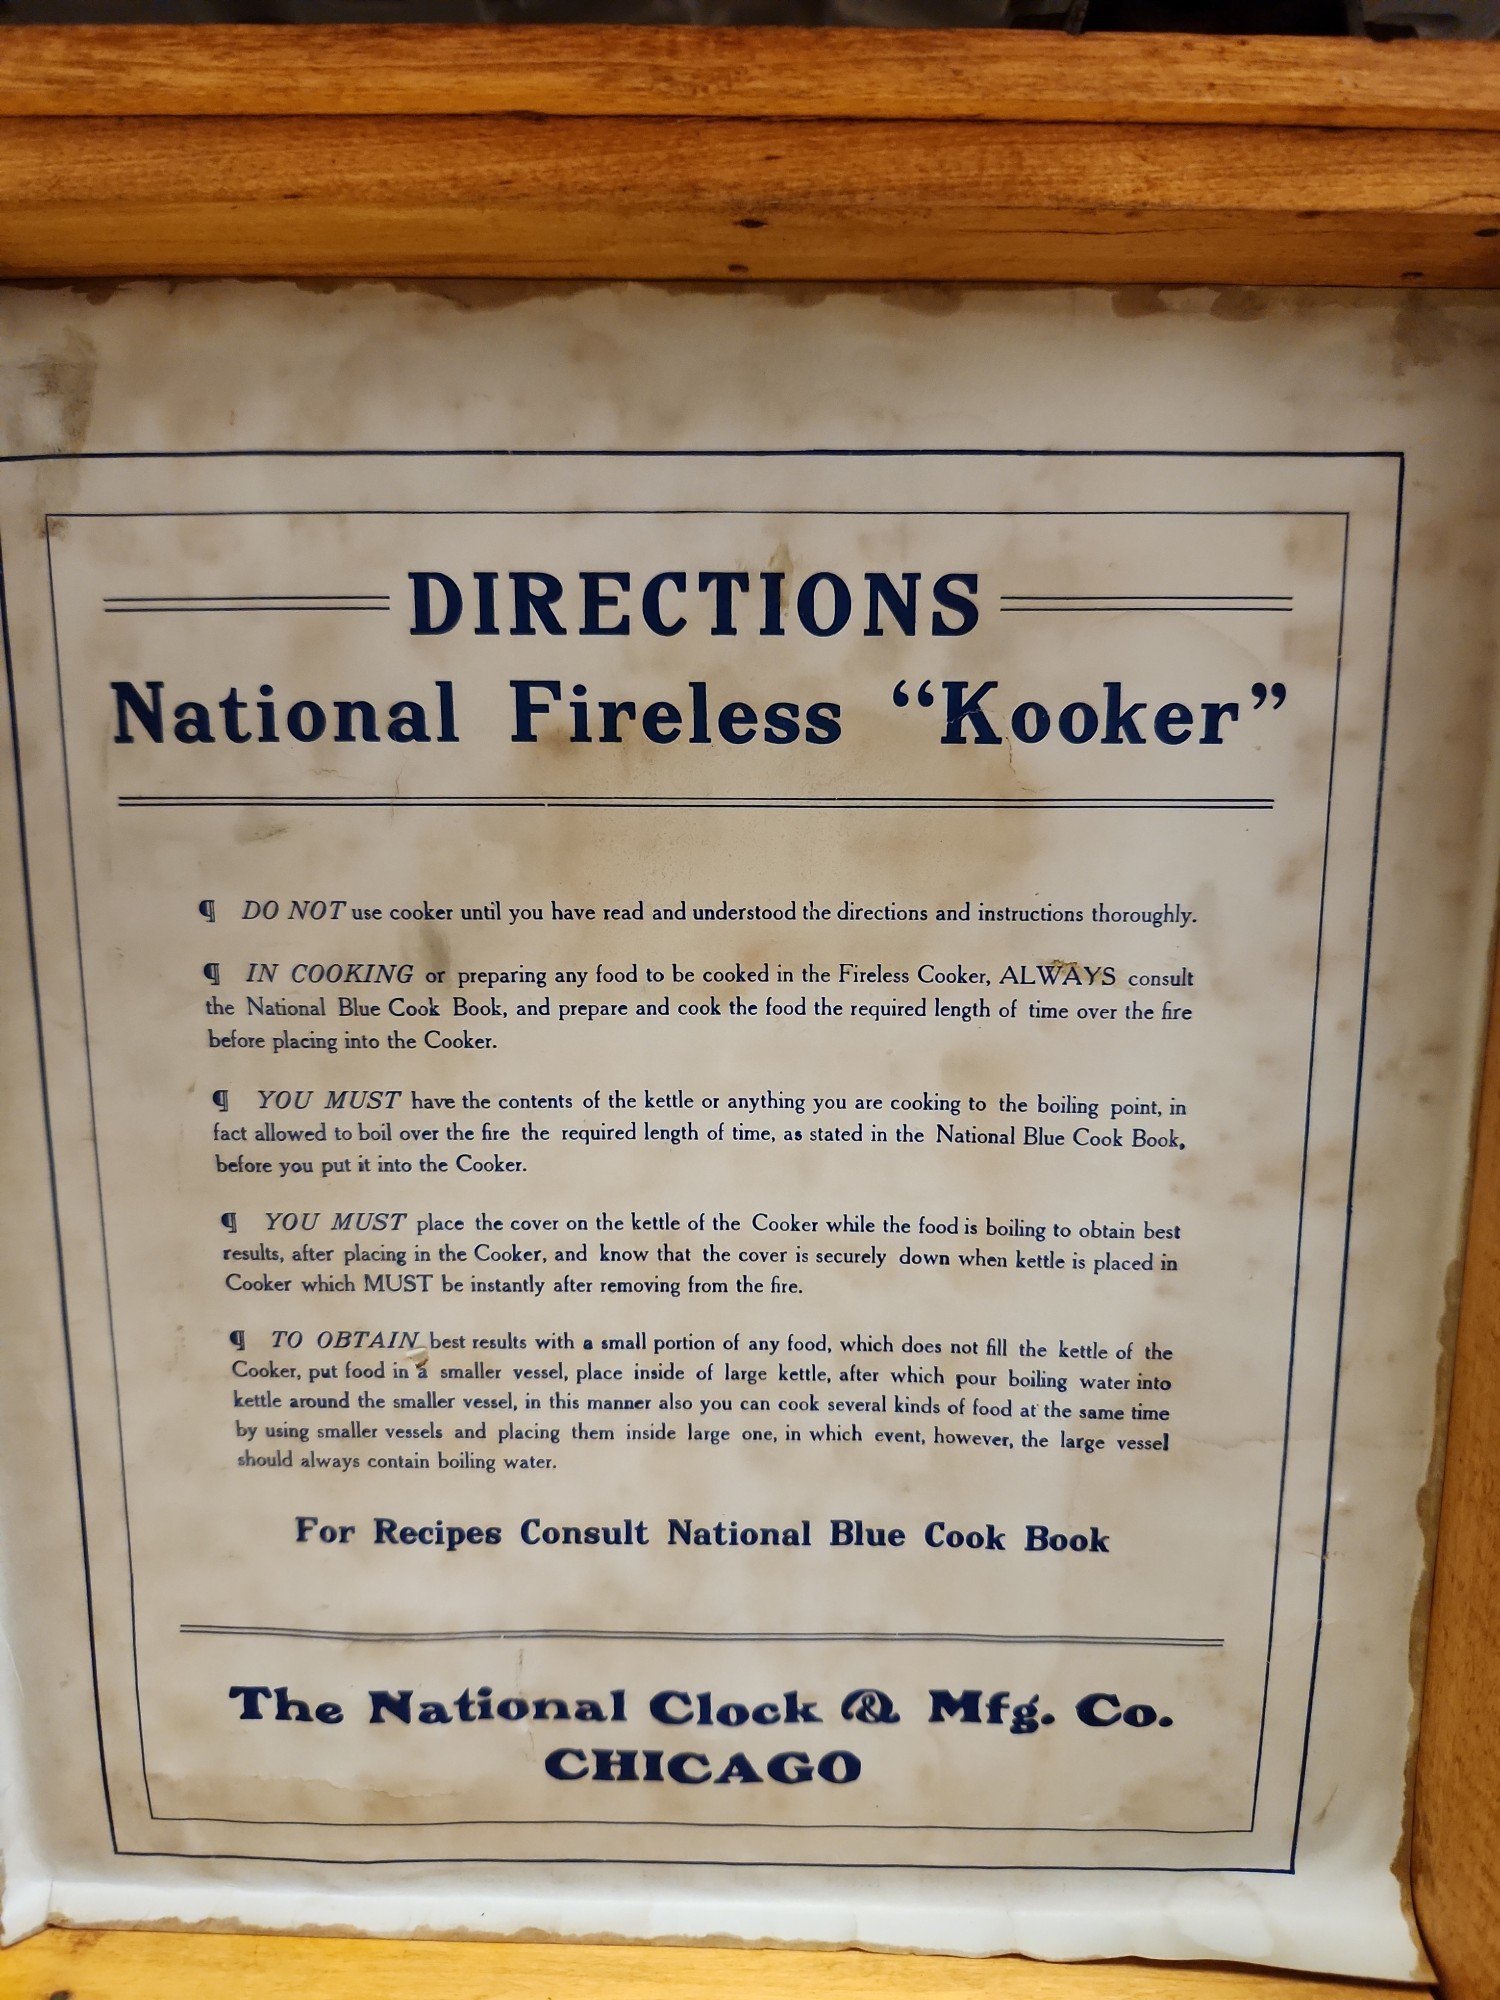 DIRECTIONS
National Fireless “Kooker”
¶ DO NOT use cooker until you have read and understood the directions and instructions thoroughly.
¶ IN COOKING or preparing any food to be cooked in the Fireless Cooker, ALWAYS consult
the National Blue Cook Book, and prepare and cook the food the required length of time over the fire
before placing into the Cooker.
¶ YOU MUST have the contents of the kettle or anything you are cooking to the boiling point, in
fact allowed to boil over the fire the required length of time, as stated in the National Blue Cook Book,
before you put it into the Cooker.
¶ YOU MUST place the cover on the kettle of the Cooker while the food is boiling to obtain best
results, after placing in the Cooker, and know that the cover is securely down when kettle is placed in
Cooker which MUST be instantly after removing from the fire.
¶ TO OBTAIN best results with a small portion of any food, which does not fill the kettle of the
Cooker, put food in a smaller vessel, place inside of large kettle, after which pour boiling water into
kettle around the smaller vessel, in this manner also you can cook several kinds of food at the same time
by using smaller vessels and placing them inside large one, in which event, however, the large vessel
should always contain boiling water.
For Recipes Consult National Blue Cook Book
The National Clock & Mfg. Co.
CHICAGO